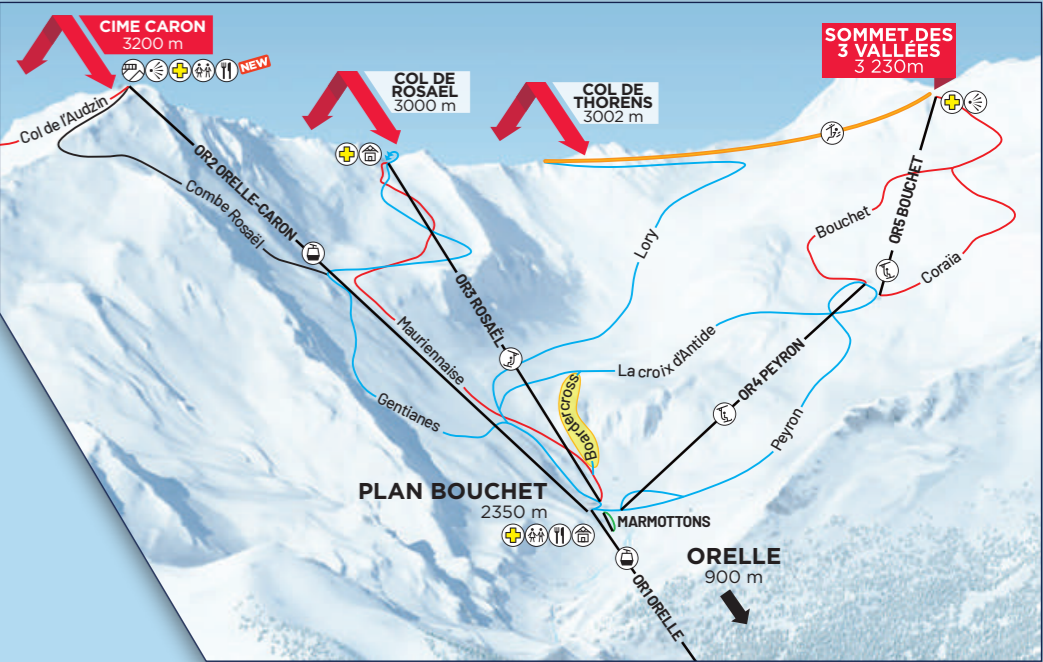 CIME CARON
3200 m
NEW
COL DE
ROSAEL
3000 m
COL DE
THORENS
3002 m
SOMMET DES
3 VALLÉES
3 230m
Col de l'Audzin
OR2 ORELLE-CARON
Combe Rosaël
OR3 ROSAËL
Lory
Bouchet
OR5 BOUCHET
Coraïa
Mauriennaise
Gentianes
La croix d'Antide
Boardercross
OR4 PEYRON
Peyron
PLAN BOUCHET
2350 m
MARMOTTONS
ORELLE
900 m
OR1 ORELLE